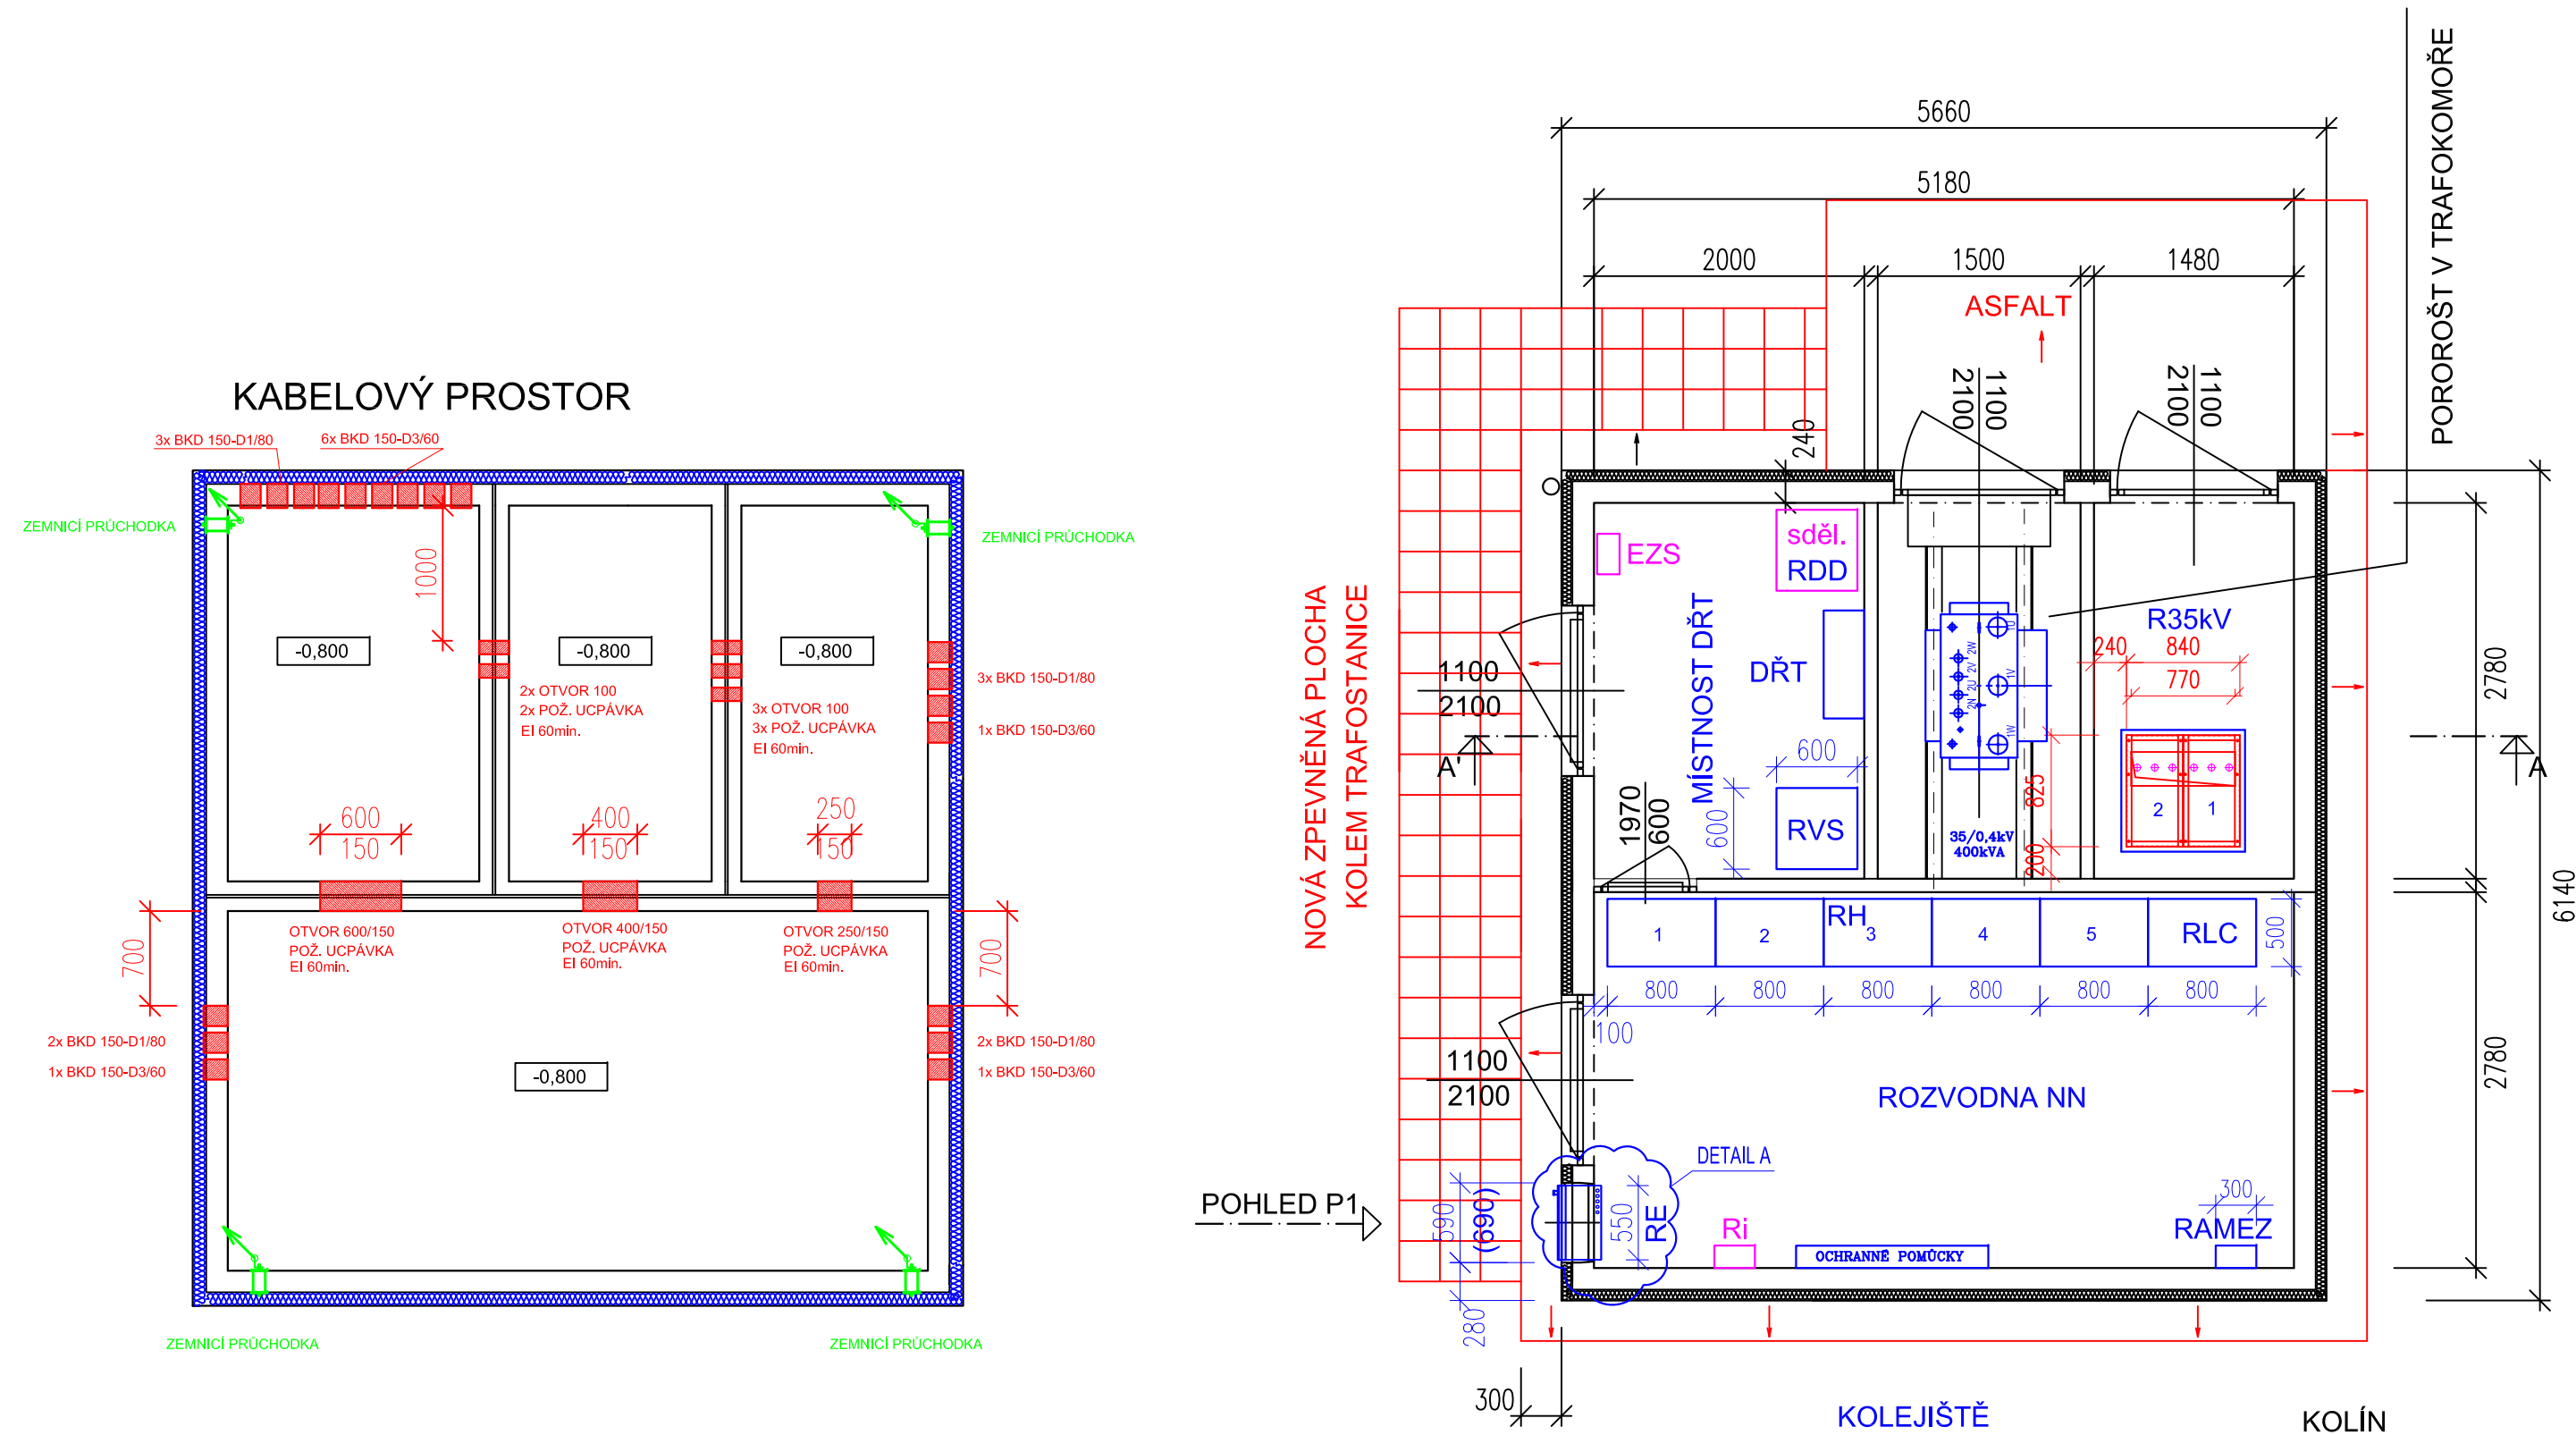 KABELOVÝ PROSTOR
3x BKD 150-D1/80
6x BKD 150-D3/60
ZEMNICÍ PRŮCHODKA
ZEMNICÍ PRŮCHODKA
1000
-0,800
-0,800
-0,800
2x OTVOR 100
2x POŽ. UCPÁVKA
EI 60min.
3x OTVOR 100
3x POŽ. UCPÁVKA
EI 60min.
3x BKD 150-D1/80
1x BKD 150-D3/60
600
150
400
150
250
150
OTVOR 600/150
POŽ. UCPÁVKA
EI 60min.
OTVOR 400/150
POŽ. UCPÁVKA
EI 60min.
OTVOR 250/150
POŽ. UCPÁVKA
EI 60min.
700
700
2x BKD 150-D1/80
1x BKD 150-D3/60
2x BKD 150-D1/80
1x BKD 150-D3/60
-0,800
ZEMNICÍ PRŮCHODKA
ZEMNICÍ PRŮCHODKA
5660
5180
2000
1500
1480
POROROŠT V TRAFOKOMOŘE
ASFALT
240
1100
2100
1100
2100
NOVÁ ZPEVNĚNÁ PLOCHA
KOLEM TRAFOSTANICE
EZS
sděl.
RDD
MÍSTNOST DŘT
DŘT
1100
2100
A'
1970
600
600
600
RVS
2N 2U 2V 2W
1U
1V
1W
35/0,4kV
400kVA
R35kV
240
840
770
825
200
2
1
A
2780
6140
2780
1
2
RH
3
4
5
RLC
500
800
800
800
800
800
800
100
1100
2100
ROZVODNA NN
DETAIL A
POHLED P1
590
(690)
550
RE
280
Ri
OCHRANNÉ POMŮCKY
300
RAMEZ
300
KOLEJIŠTĚ
KOLÍN